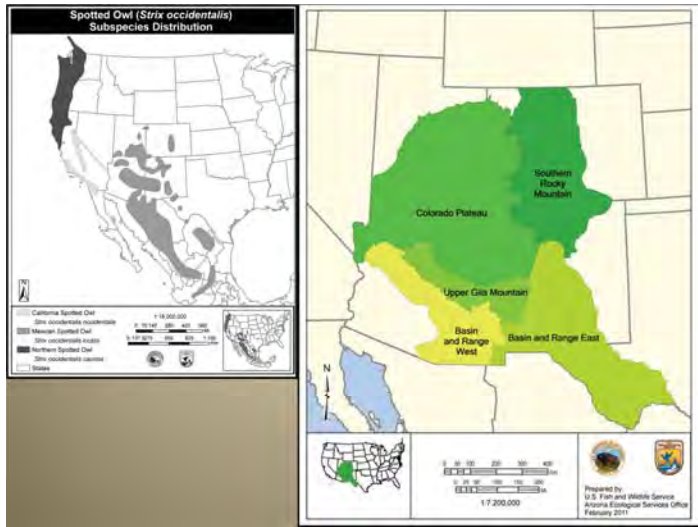 Spotted Owl (Strix occidentalis)
Subspecies Distribution
N
California Spotted Owl
Strix occidentalis occidentalis
Mexican Spotted Owl
Strix occidentalis lucida
Northern Spotted Owl
Strix occidentalis caurina
States
Southern
Rocky
Mountain
Colorado Plateau
Upper Gila Mountain
Basin
and Range
West
Basin and Range East
N
1:7,200,000
Prepared by
U.S. Fish and Wildlife Service
Arizona Ecological Services Office
February 2011